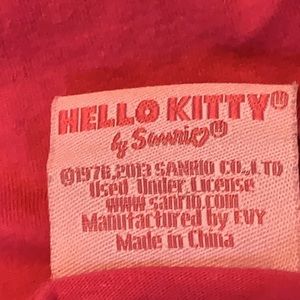 HELLO KITTY®
by Sanrio®
©1976,2013 SANRIO CO.,LTD
Used Under License
www.sanrio.com
Manufactured by FVY
Made in China